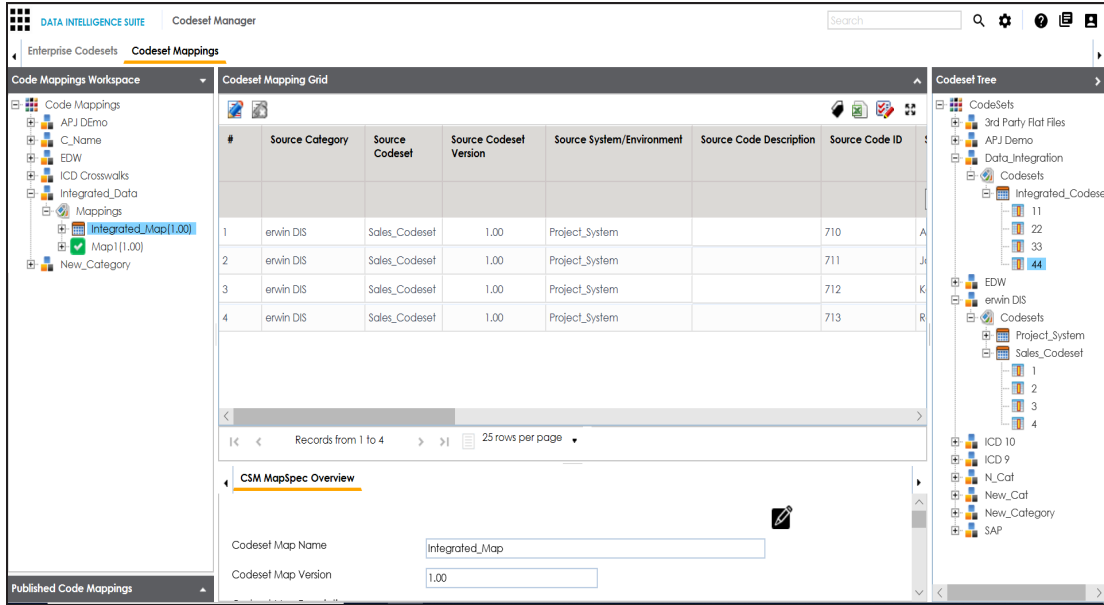 DATA INTELLIGENCE SUITE Codeset Manager Search
Enterprise Codesets Codeset Mappings
Code Mappings Workspace
Code Mappings
APJ DEmo
C_Name
EDW
ICD Crosswalks
Integrated_Data
Mappings
Integrated_Map(1.00)
Map1(1.00)
New_Category
Published Code Mappings
Codeset Mapping Grid
# Source Category Source Codeset Source Codeset Version Source System/Environment Source Code Description Source Code ID
1 erwin DIS Sales_Codeset 1.00 Project_System 710 A
2 erwin DIS Sales_Codeset 1.00 Project_System 711
3 erwin DIS Sales_Codeset 1.00 Project_System 712 K
4 erwin DIS Sales_Codeset 1.00 Project_System 713 R
Records from 1 to 4 25 rows per page
CSM MapSpec Overview
Codeset Map Name Integrated_Map
Codeset Map Version 1.00
Codeset Tree
CodeSets
3rd Party Flat Files
APJ Demo
Data_Integration
Codesets
Integrated_Codese
11
22
33
44
EDW
erwin DIS
Codesets
Project_System
Sales_Codeset
1
2
3
4
ICD 10
ICD 9
N_Cat
New_Cat
New_Category
SAP